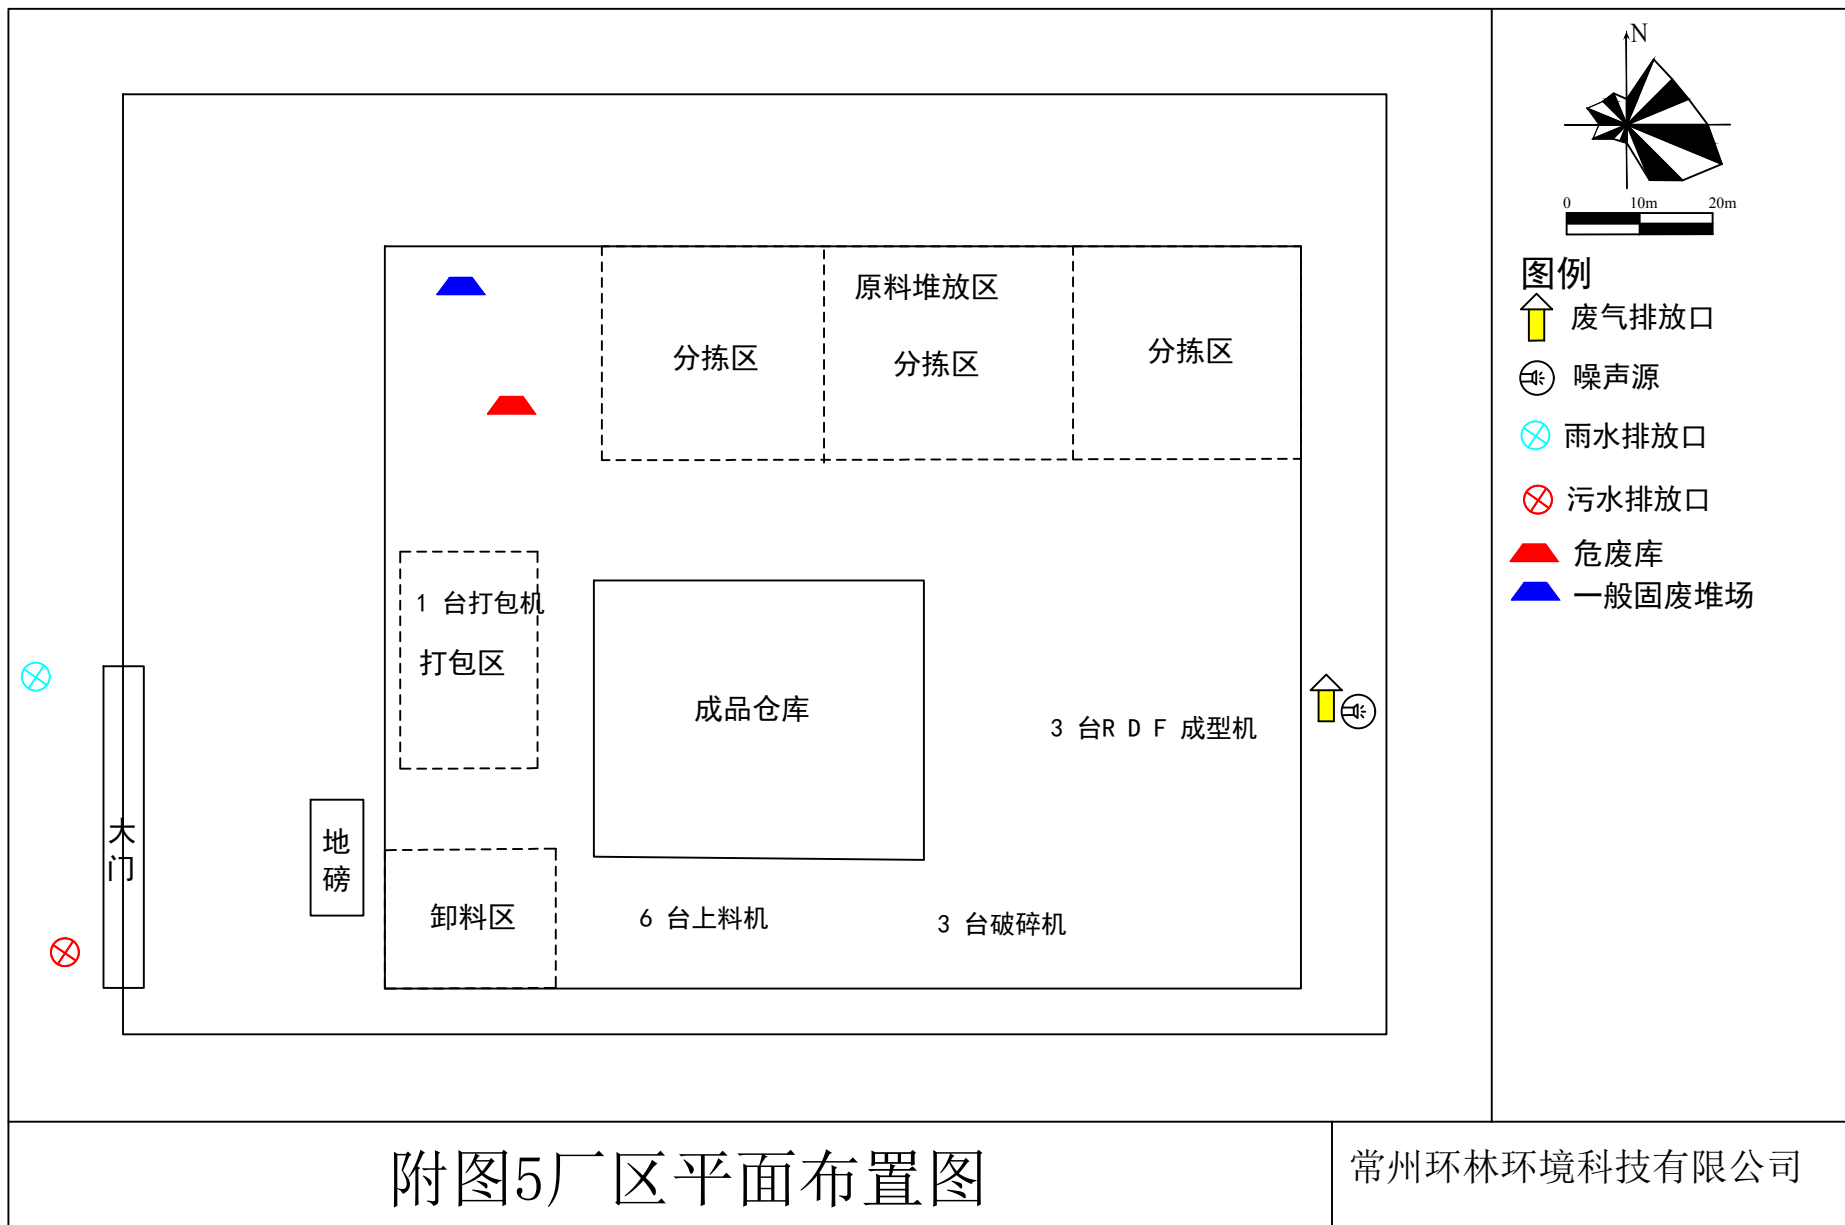 N
0 10m 20m
图例
废气排放口
噪声源
雨水排放口
污水排放口
危废库
一般固废堆场
原料堆放区
分拣区
分拣区
分拣区
1 台打包机
打包区
成品仓库
3 台R D F 成型机
大门
地磅
卸料区
6 台上料机
3 台破碎机
附图5厂区平面布置图
常州环林环境科技有限公司